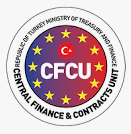 REPUBLIC OF TURKEY MINISTRY OF TREASURY AND FINANCE
CFCU
CENTRAL FINANCE & CONTRACTS UNIT